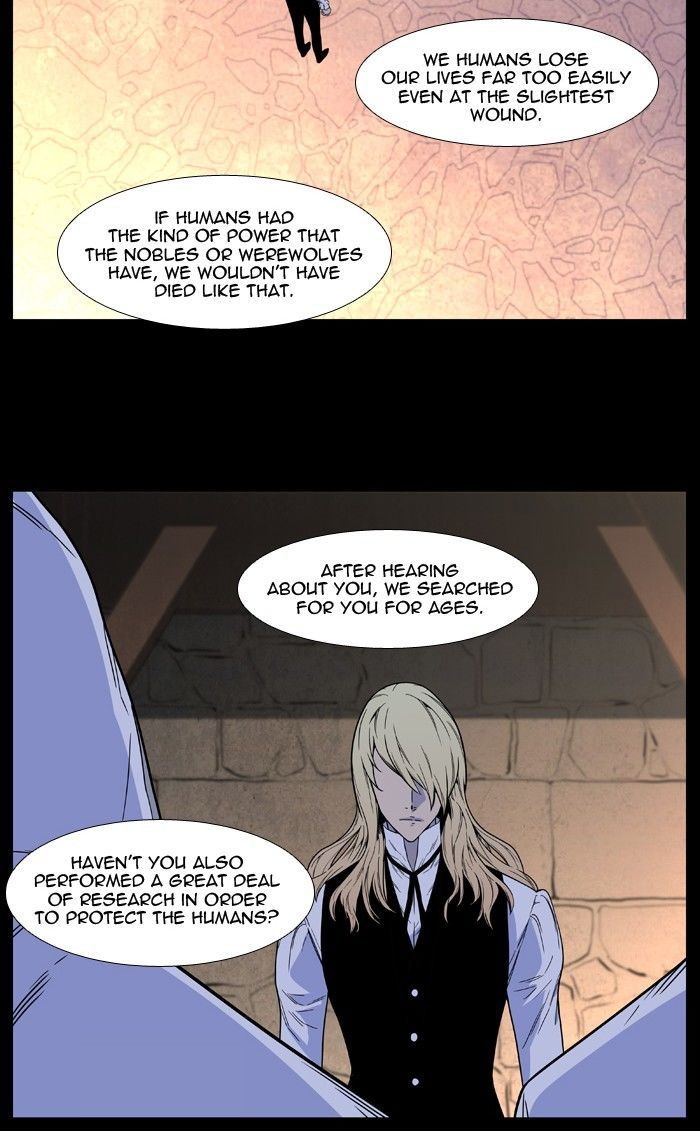 WE HUMANS LOSE
OUR LIVES FAR TOO EASILY
EVEN AT THE SLIGHTEST
WOUND.
IF HUMANS HAD
THE KIND OF POWER THAT
THE NOBLES OR WEREWOLVES
HAVE, WE WOULDN'T HAVE
DIED LIKE THAT.
AFTER HEARING
ABOUT YOU, WE SEARCHED
FOR YOU FOR AGES.
HAVEN'T YOU ALSO
PERFORMED A GREAT DEAL
OF RESEARCH IN ORDER
TO PROTECT THE HUMANS?